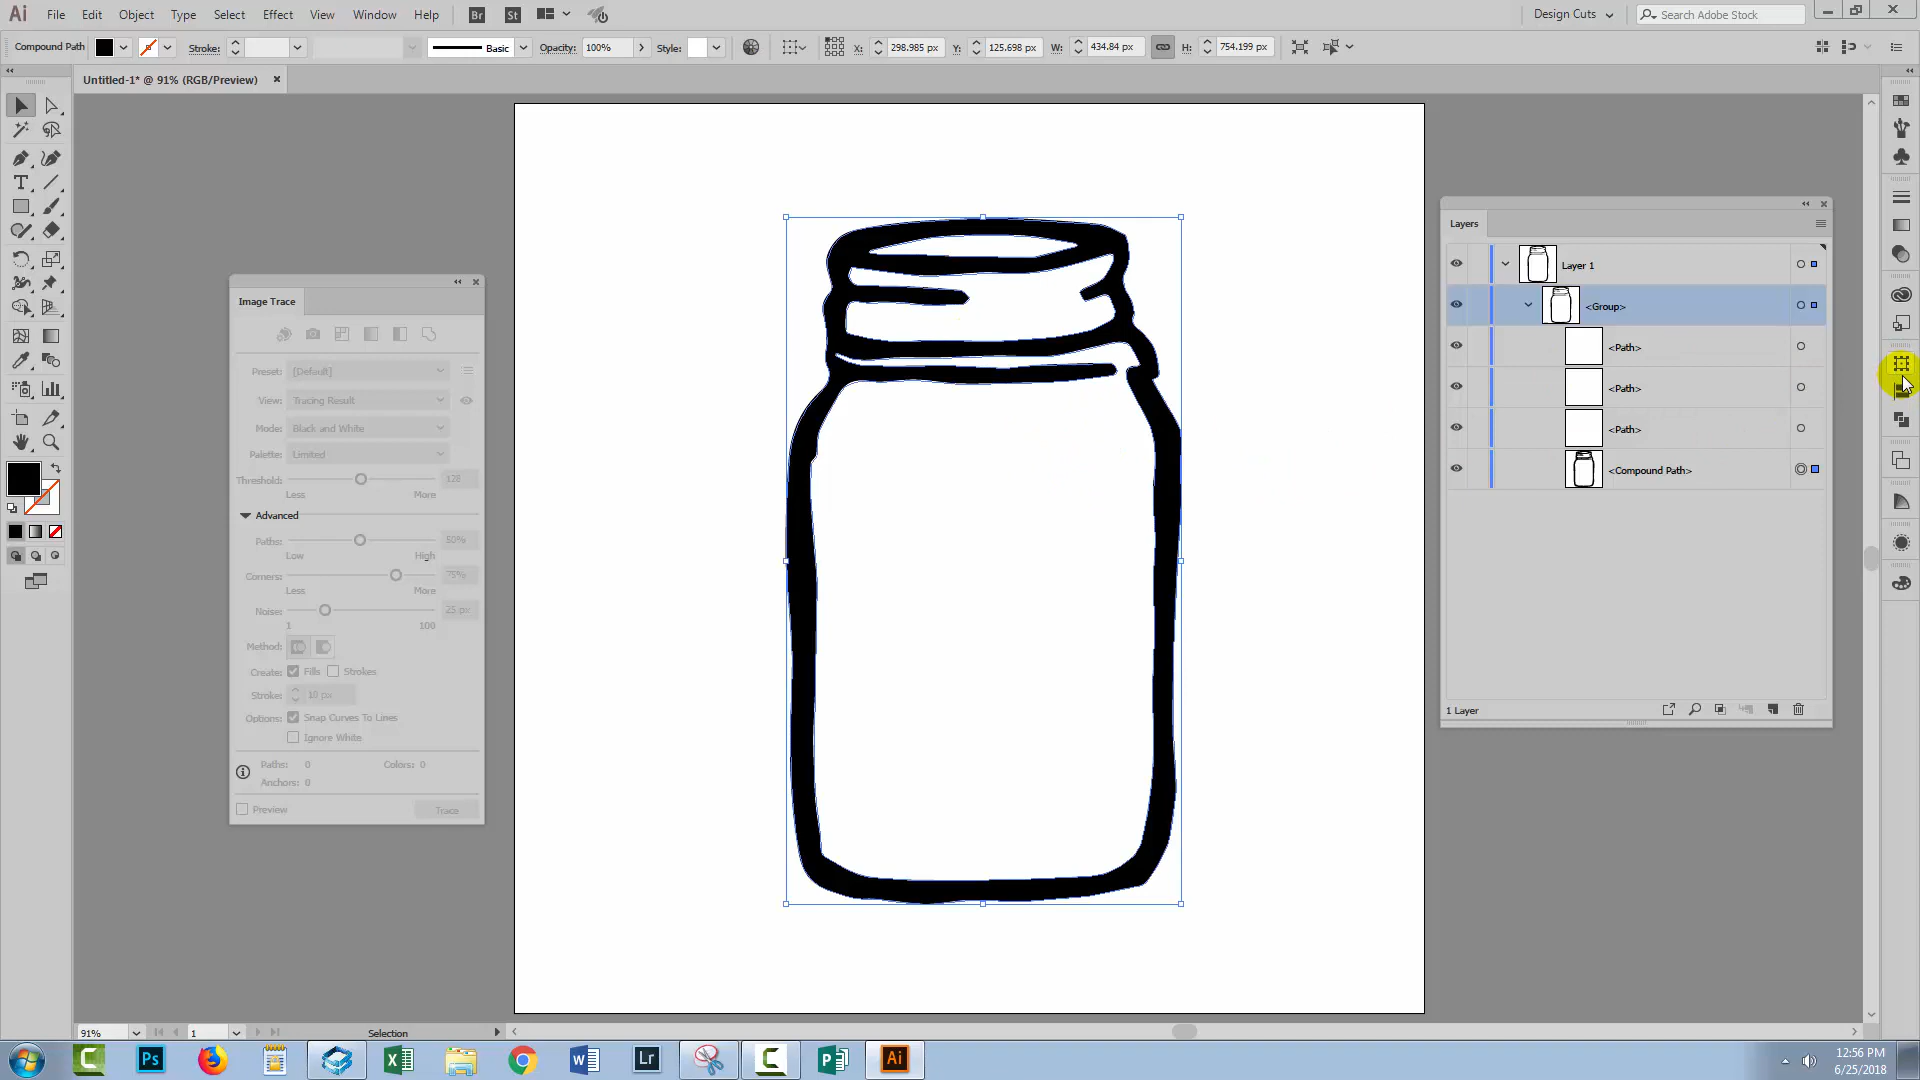 Ai File Edit Object Type Select Effect View Window Help Br St Design Cuts Search Adobe Stock
Compound Path Stroke: Basic Opacity: 100% Style: X: 298.985 px Y: 125.698 px W: 434.84 px H: 754.199 px
Untitled-1* @ 91% (RGB/Preview)
Layers
Layer 1
<Group>
<Path>
<Path>
<Path>
<Compound Path>
1 Layer
Image Trace
Preset: [Default]
View: Tracing Result
Mode: Black and White
Palette: Limited
Threshold: 128
Less More
Advanced
Paths: 50%
Low High
Corners: 75%
Less More
Noise: 25 px
1 100
Method:
Create: Fills Strokes
Stroke: 10 px
Options: Snap Curves To Lines
Ignore White
Paths: 0 Colors: 0
Anchors: 0
Preview Trace
91% 1 Selection
C Ps X W Lr C P Ai
12:56 PM
6/25/2018